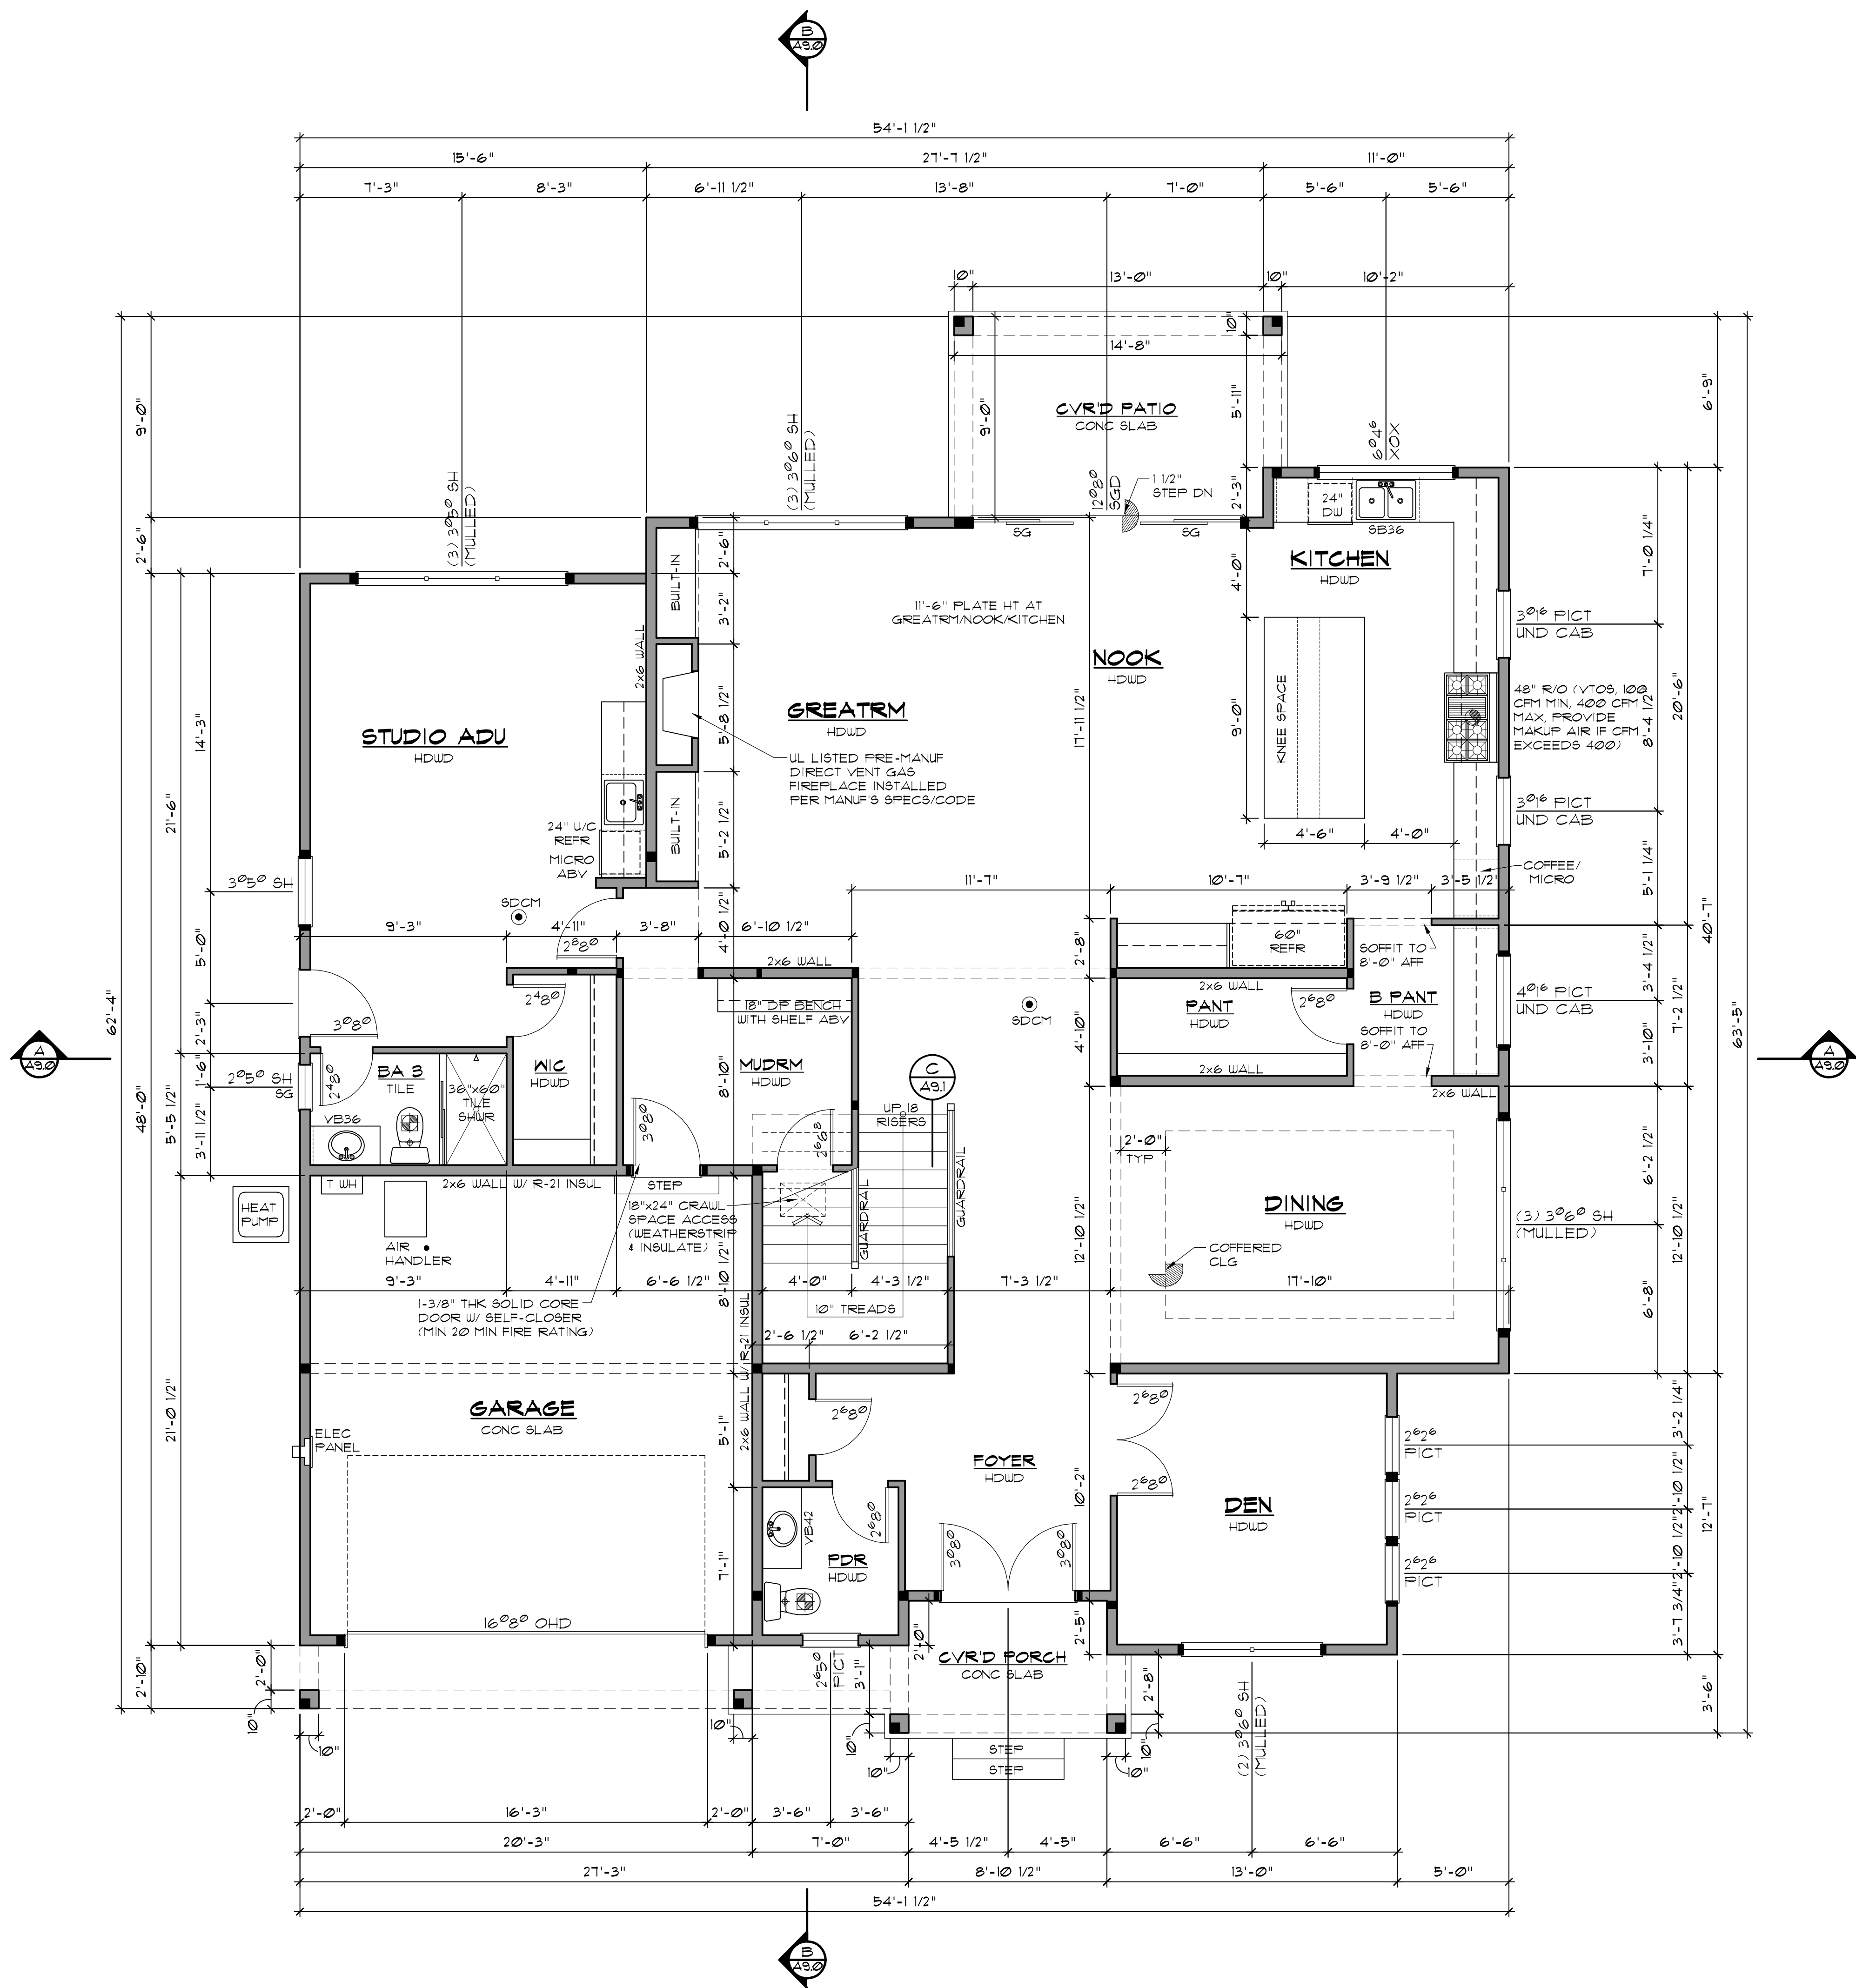 B
A9.0
54'-1 1/2"
15'-6"
27'-7 1/2"
11'-0"
7'-3"
8'-3"
6'-11 1/2"
13'-8"
7'-0"
5'-6"
5'-6"
10"
13'-0"
10"
10'-2"
10"
14'-8"
9'-0"
9'-0"
5'-11"
6'-9"
CVR'D PATIO
CONC SLAB
(3) 3⁰5⁰ SH
(MULLED)
(3) 3⁰6⁰ SH
(MULLED)
12⁰8⁰
SGD
6⁰4⁶
XOX
1 1/2"
STEP DN
2'-3"
2'-6"
SG
SG
24"
DW
SB36
KITCHEN
HDWD
BUILT-IN
2'-6"
3'-2"
4'-0"
7'-0 1/4"
11'-6" PLATE HT AT
GREATRM/NOOK/KITCHEN
3⁰1⁶ PICT
UND CAB
NOOK
HDWD
2x6 WALL
14'-3"
STUDIO ADU
HDWD
GREATRM
HDWD
5'-8 1/2"
17'-11 1/2"
9'-0"
KNEE SPACE
48" R/O (VTOS, 100
CFM MIN, 400 CFM
MAX, PROVIDE
MAKUP AIR IF CFM
EXCEEDS 400)
8'-4 1/2"
20'-6"
UL LISTED PRE-MANUF
DIRECT VENT GAS
FIREPLACE INSTALLED
PER MANUF'S SPECS/CODE
21'-6"
3⁰1⁶ PICT
UND CAB
24" U/C
REFR
MICRO
ABV
BUILT-IN
5'-2 1/2"
4'-6"
4'-0"
5'-1 1/4"
COFFEE/
MICRO
3⁰5⁰ SH
11'-7"
10'-7"
3'-9 1/2"
3'-5 1/2"
SDCM
40'-7"
9'-3"
4'-11"
3'-8"
6'-10 1/2"
4'-0 1/2"
5'-0"
2⁸8⁰
2'-8"
60"
REFR
SOFFIT TO
8'-0" AFF
3'-4 1/2"
2x6 WALL
2x6 WALL
2⁴8⁰
18" DP BENCH
WITH SHELF ABV
SDCM
PANT
HDWD
2⁶8⁰
B PANT
HDWD
4⁰1⁶ PICT
UND CAB
7'-2 1/2"
62'-4"
63'-5"
3⁰8⁰
2'-3"
4'-10"
SOFFIT TO
8'-0" AFF
3'-10"
A
A9.0
A
A9.0
WIC
HDWD
MUDRM
HDWD
8'-10"
C
A9.1
2x6 WALL
2x6 WALL
2⁰5⁰ SH
SG
1'-6"
BA 3
TILE
2⁴8⁰
36"x60"
TILE
SHWR
VB36
48'-0"
5'-5 1/2"
3'-11 1/2"
3⁰8⁰
2⁶6⁸
UP 18
RISERS
2'-0"
TYP
6'-2 1/2"
T WH
2x6 WALL W/ R-21 INSUL
STEP
HEAT
PUMP
AIR
HANDLER
18"x24" CRAWL
SPACE ACCESS
(WEATHERSTRIP
& INSULATE)
GUARDRAIL
GUARDRAIL
DINING
HDWD
(3) 3⁰6⁰ SH
(MULLED)
12'-10 1/2"
12'-10 1/2"
COFFERED
CLG
8'-10 1/2"
9'-3"
4'-11"
6'-6 1/2"
4'-0"
4'-3 1/2"
7'-3 1/2"
17'-10"
6'-8"
1-3/8" THK SOLID CORE
DOOR W/ SELF-CLOSER
(MIN 20 MIN FIRE RATING)
10" TREADS
2'-6 1/2"
6'-2 1/2"
2x6 WALL W/ R-21 INSUL
21'-0 1/2"
GARAGE
CONC SLAB
ELEC
PANEL
5'-1"
2⁶8⁰
2⁶8⁰
3'-2 1/4"
2⁶2⁶
PICT
FOYER
HDWD
10'-2"
2⁶8⁰
DEN
HDWD
2⁶2⁶
PICT
2'-10 1/2"
12'-7"
VB42
2⁶8⁰
PDR
HDWD
7'-1"
3⁰8⁰
3⁰8⁰
2⁶2⁶
PICT
2'-10 1/2"
3'-7 3/4"
16⁰8⁰ OHD
2'-0"
2'-5"
2'-0"
2'-10"
2⁶5⁰
PICT
3'-1"
CVR'D PORCH
CONC SLAB
2'-8"
3'-6"
(2) 3⁰6⁰ SH
(MULLED)
10"
10"
10"
10"
10"
10"
10"
STEP
STEP
2'-0"
16'-3"
2'-0"
3'-6"
3'-6"
20'-3"
7'-0"
4'-5 1/2"
4'-5"
6'-6"
6'-6"
27'-3"
8'-10 1/2"
13'-0"
5'-0"
54'-1 1/2"
B
A9.0